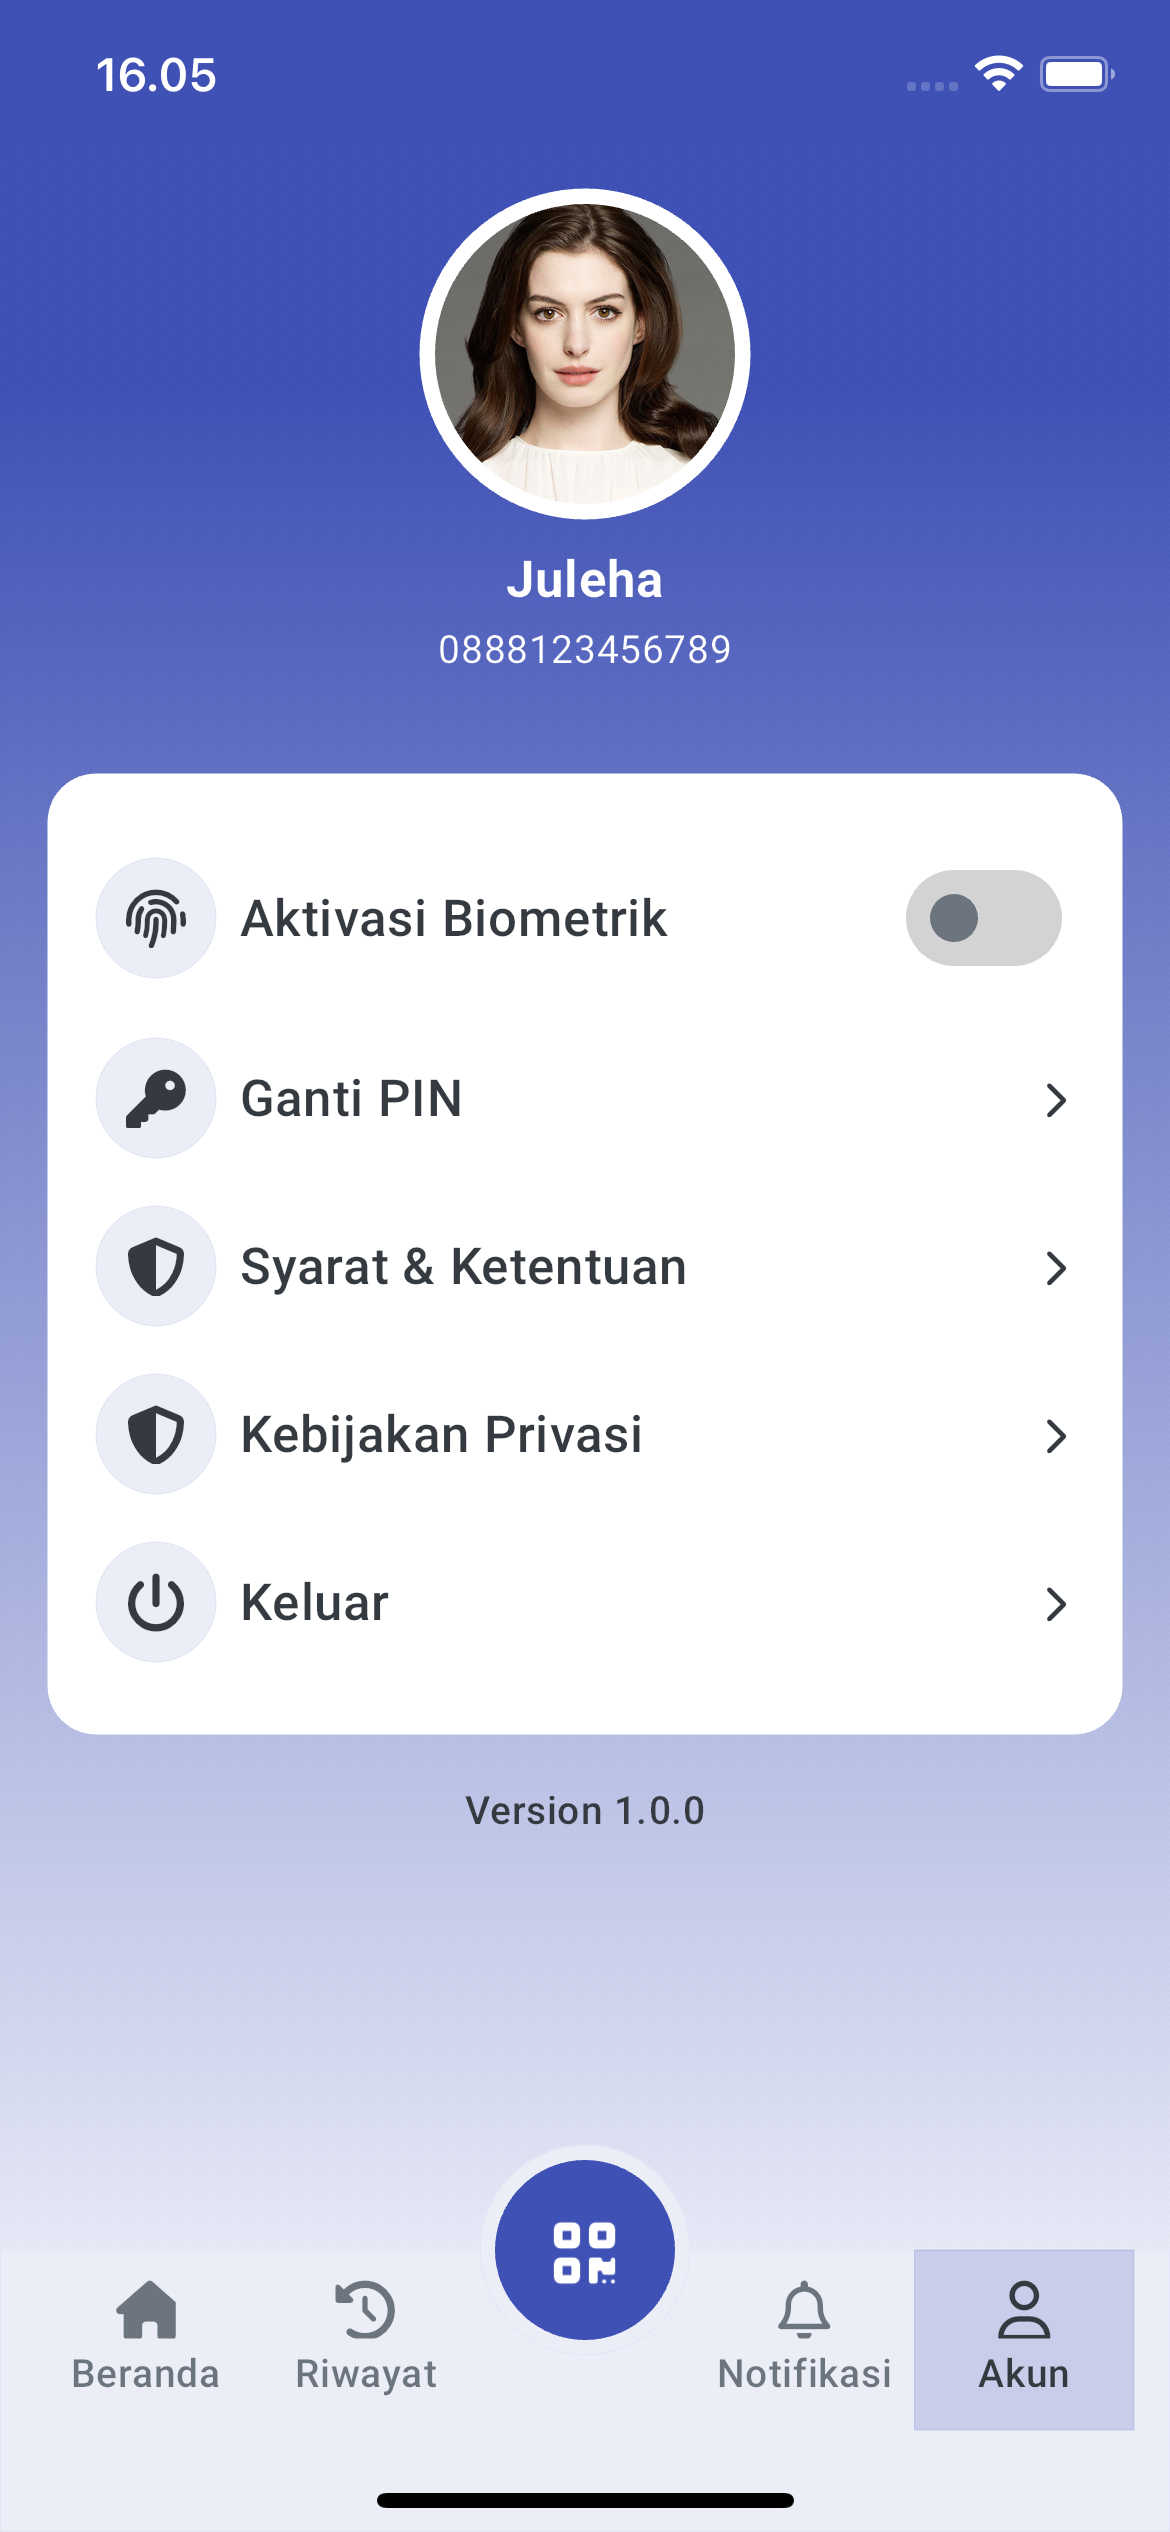 16.05
Juleha
0888123456789
Aktivasi Biometrik
Ganti PIN
Syarat & Ketentuan
Kebijakan Privasi
Keluar
Version 1.0.0
Beranda
Riwayat
Notifikasi
Akun